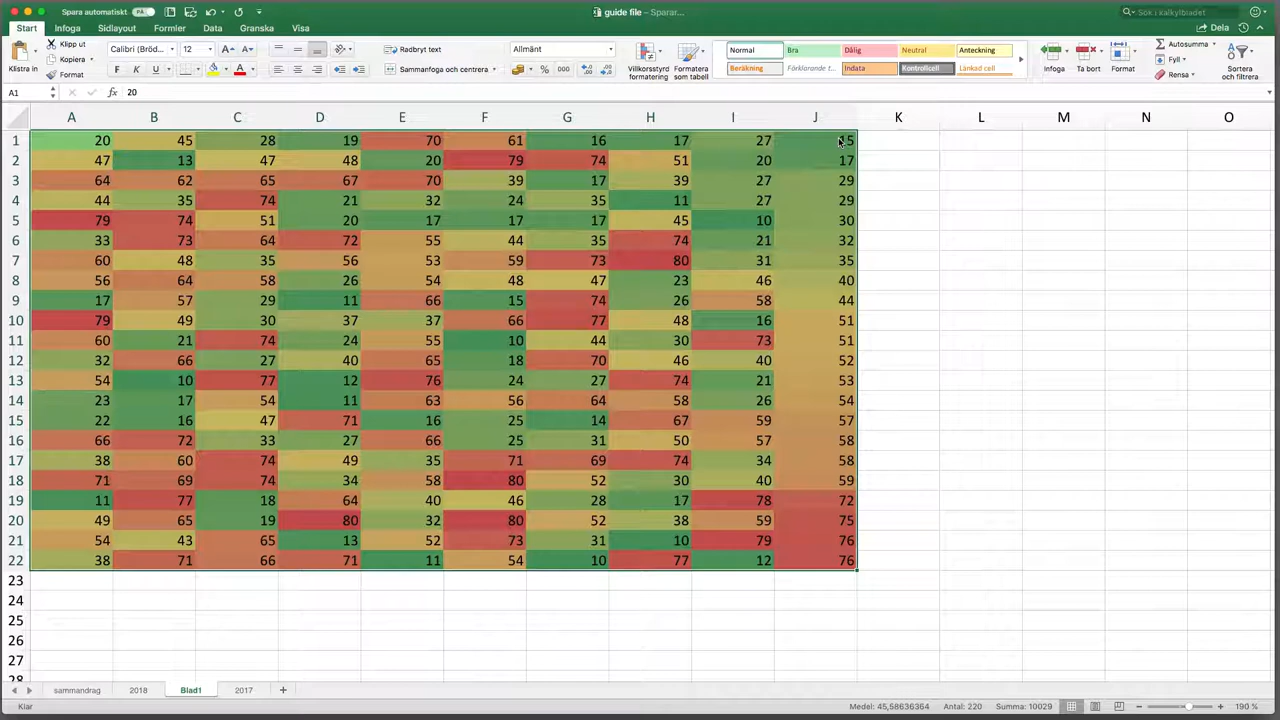 Spara automatiskt PÅ guide file – Sparar... Sök i kalkylbladet
Start Infoga Sidlayout Formler Data Granska Visa Dela
Klistra in Klipp ut Kopiera Format Calibri (Bröd... 12 A A F K U A Radbryt text Sammanfoga och centrera Allmänt % 000 Villkorsstyrd formatering Formatera som tabell Normal Bra Dålig Neutral Anteckning
Beräkning Förklarande t... Indata Kontrollcell Länkad cell Infoga Ta bort Format Autosumma Fyll Rensa Sortera och filtrera
A1 fx 20
A B C D E F G H I J K L M N O
1 20 45 28 19 70 61 16 17 27 15
2 47 13 47 48 20 79 74 51 20 17
3 64 62 65 67 70 39 17 39 27 29
4 44 35 74 21 32 24 35 11 27 29
5 79 74 51 20 17 17 17 45 10 30
6 33 73 64 72 55 44 35 74 21 32
7 60 48 35 56 53 59 73 80 31 35
8 56 64 58 26 54 48 47 23 46 40
9 17 57 29 11 66 15 74 26 58 44
10 79 49 30 37 37 66 77 48 16 51
11 60 21 74 24 55 10 44 30 73 51
12 32 66 27 40 65 18 70 46 40 52
13 54 10 77 12 76 24 27 74 21 53
14 23 17 54 11 63 56 64 58 26 54
15 22 16 47 71 16 25 14 67 59 57
16 66 72 33 27 66 25 31 50 57 58
17 38 60 74 49 35 71 69 74 34 58
18 71 69 74 34 58 80 52 30 40 59
19 11 77 18 64 40 46 28 17 78 72
20 49 65 19 80 32 80 52 38 59 75
21 54 43 65 13 52 73 31 10 79 76
22 38 71 66 71 11 54 10 77 12 76
23
24
25
26
27
28
sammandrag 2018 Blad1 2017
Klar Medel: 45,58636364 Antal: 220 Summa: 10029 190 %